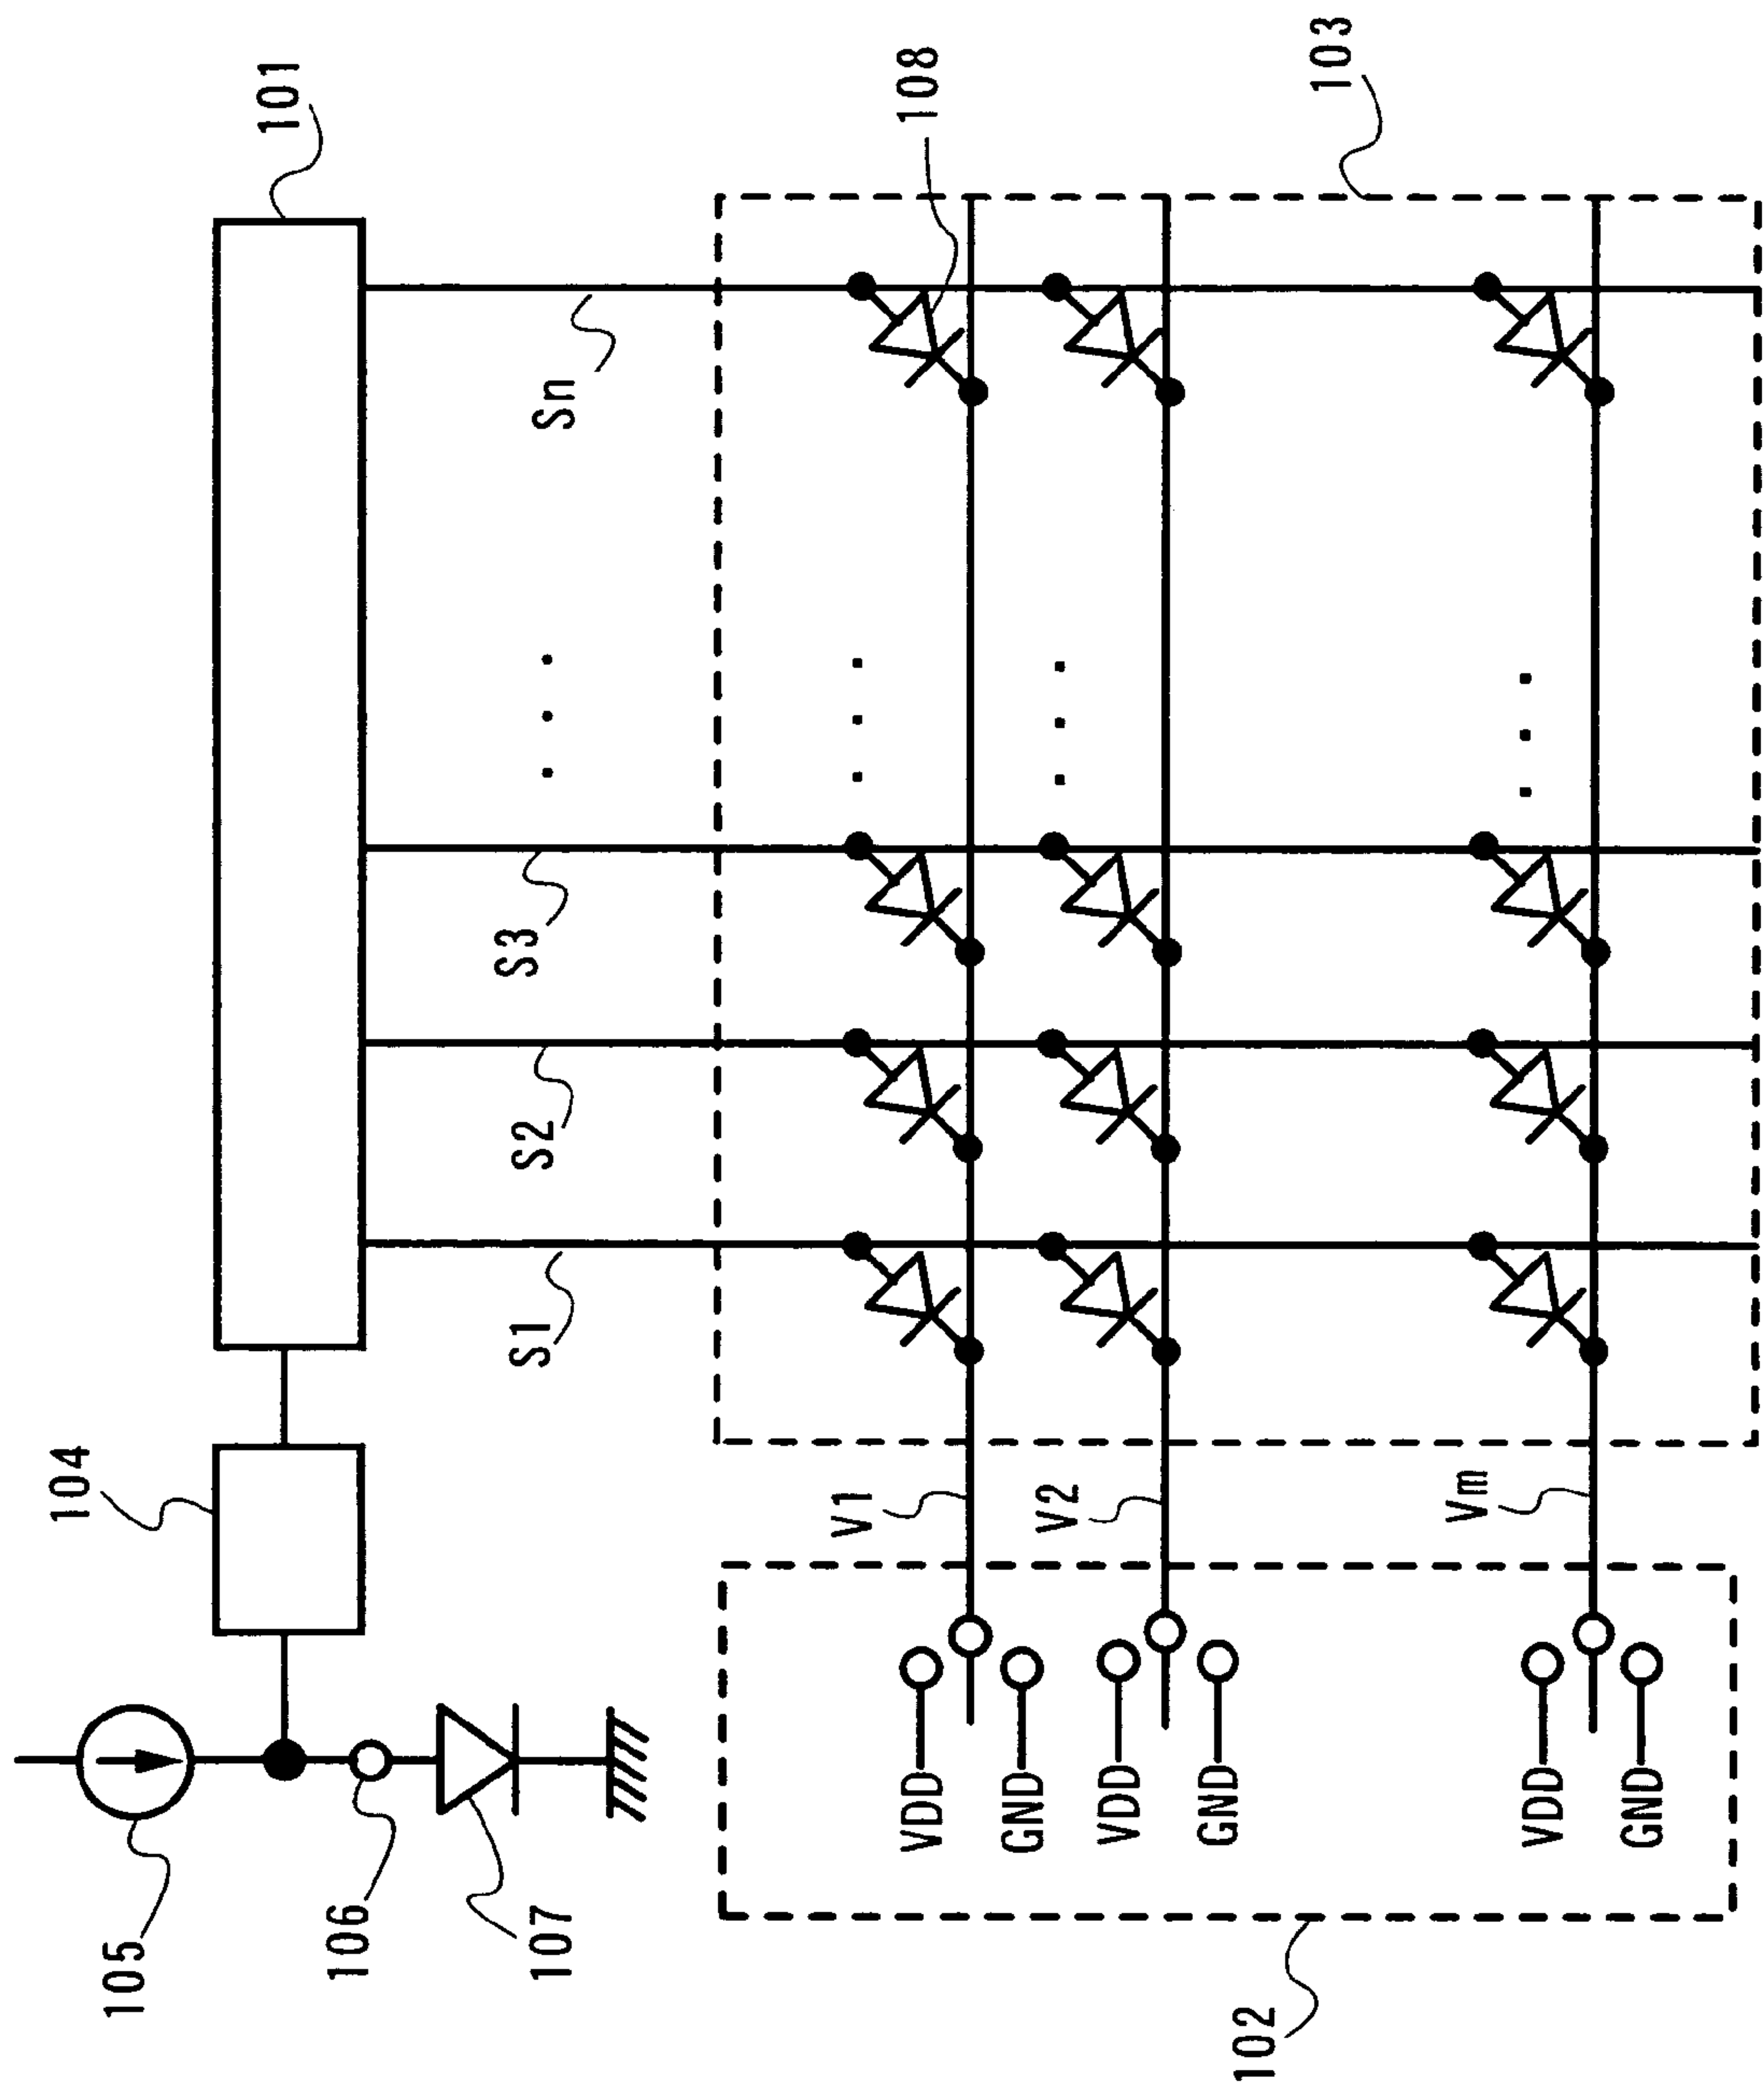 101
108
103
Sn
S3
S2
S1
104
V1
V2
Vm
105
106
107
VDD
GND
VDD
GND
VDD
GND
102